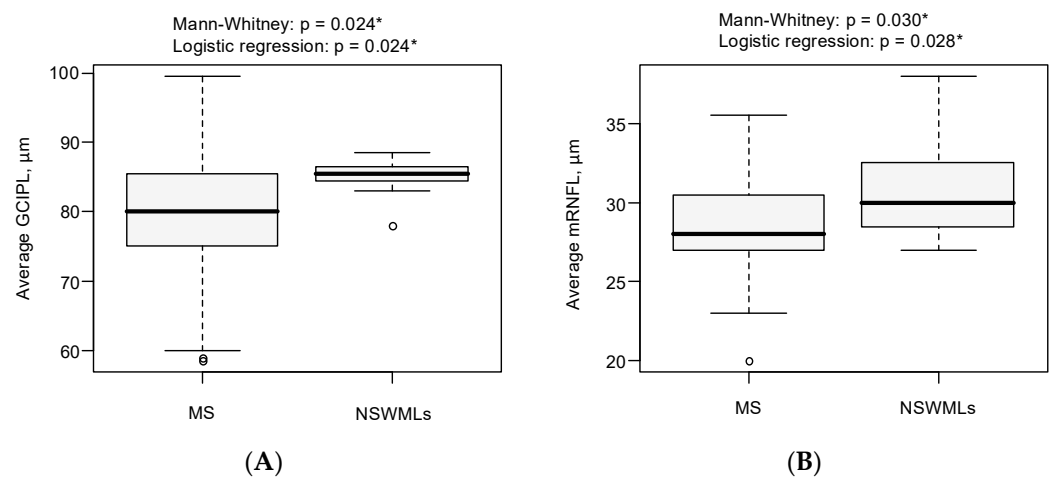 Mann-Whitney: p = 0.024*
Logistic regression: p = 0.024*
Average GCIPL, µm
100
90
80
70
60
MS
NSWMLs
(A)
Mann-Whitney: p = 0.030*
Logistic regression: p = 0.028*
Average mRNFL, µm
35
30
25
20
MS
NSWMLs
(B)